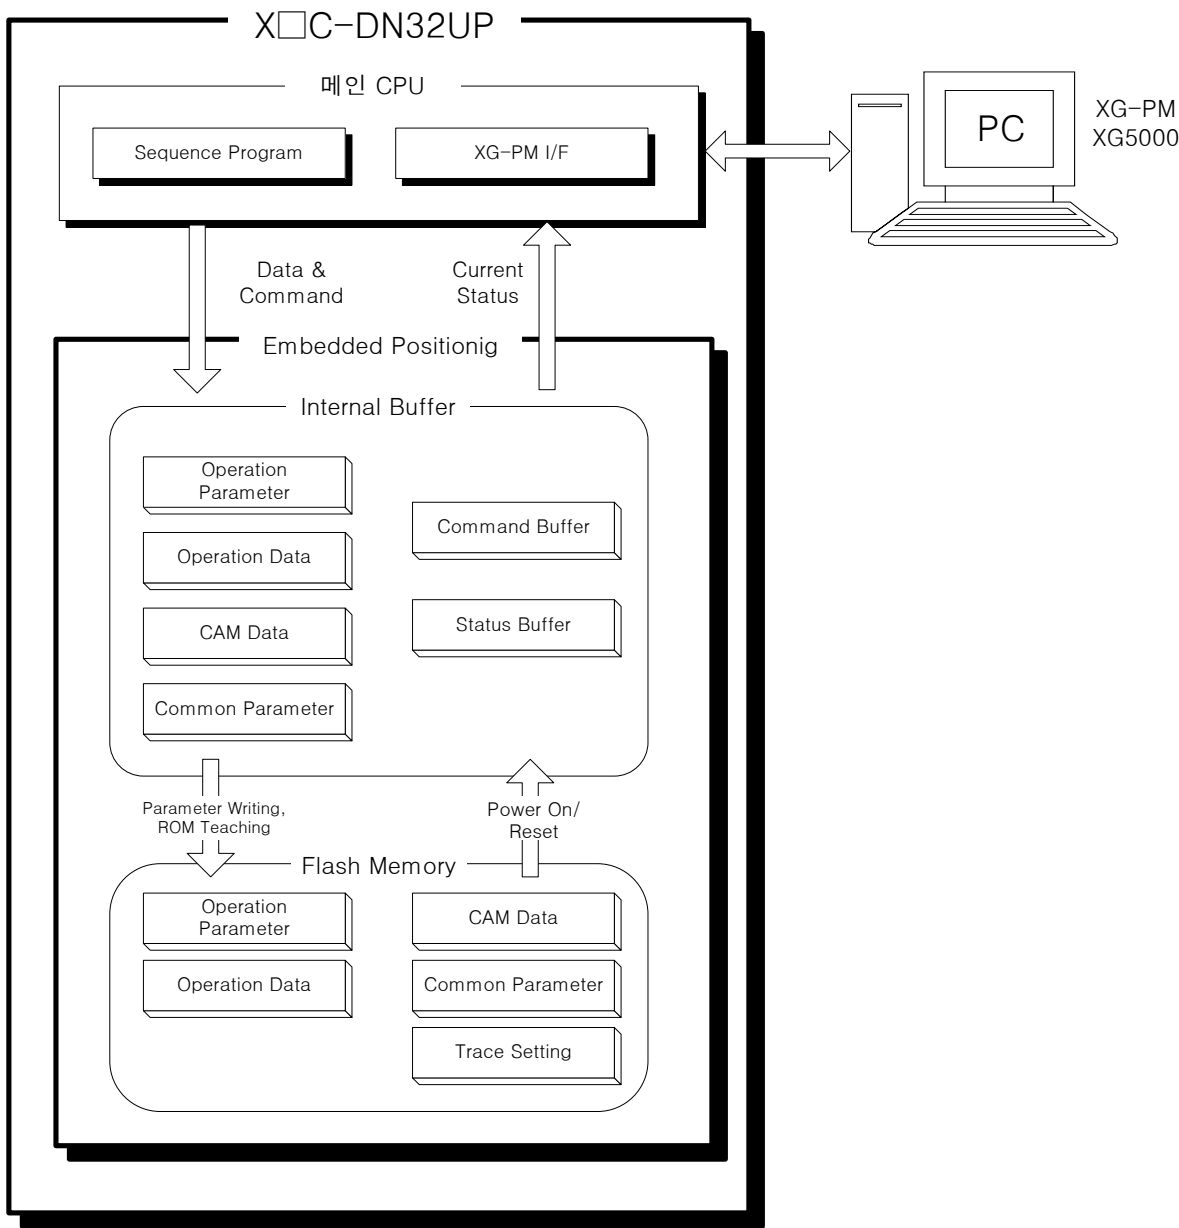 X□C-DN32UP
메인 CPU
Sequence Program
XG-PM I/F
PC
XG-PM
XG5000
Data &
Command
Current
Status
Embedded Positionig
Internal Buffer
Operation
Parameter
Operation Data
CAM Data
Common Parameter
Command Buffer
Status Buffer
Parameter Writing,
ROM Teaching
Power On/
Reset
Flash Memory
Operation
Parameter
Operation Data
CAM Data
Common Parameter
Trace Setting